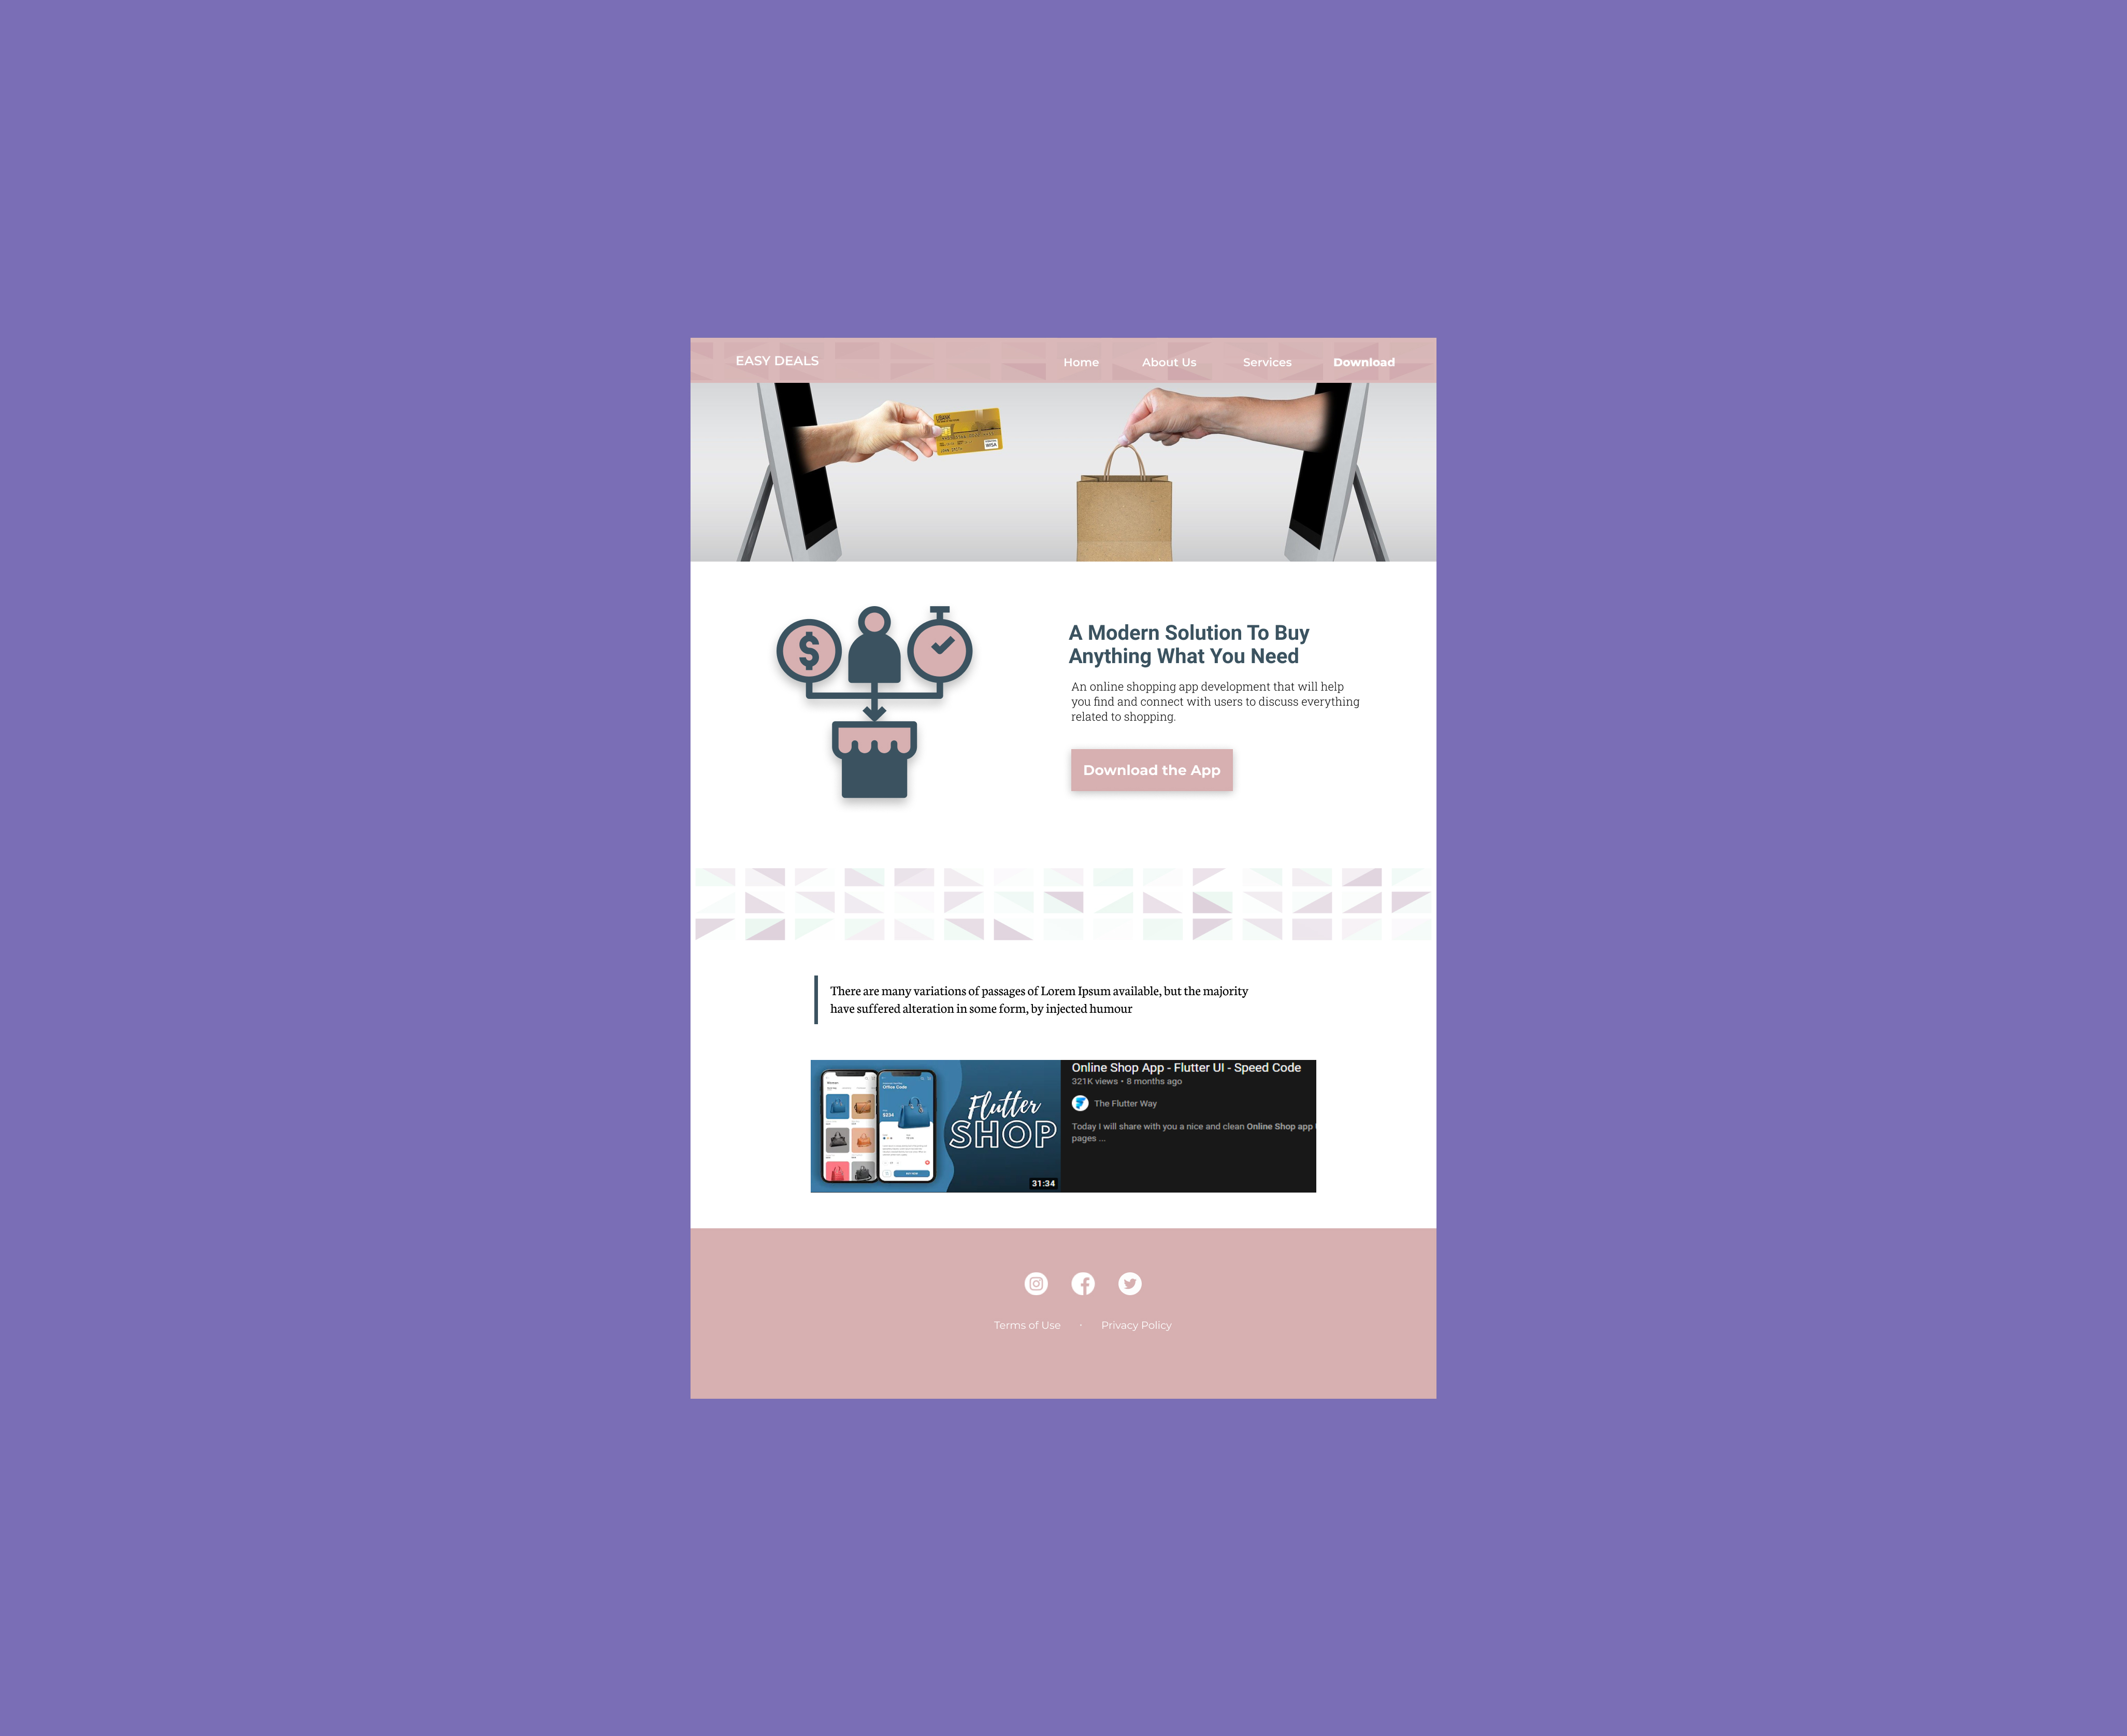 EASY DEALS
Home
About Us
Services
Download
VISA
A Modern Solution To Buy
Anything What You Need
An online shopping app development that will help
you find and connect with users to discuss everything
related to shopping.
Download the App
There are many variations of passages of Lorem Ipsum available, but the majority
have suffered alteration in some form, by injected humour
Office Code
$234
Flutter
SHOP
31:34
Online Shop App - Flutter UI - Speed Code
321K views • 8 months ago
The Flutter Way
Today I will share with you a nice and clean Online Shop app
pages ...
Terms of Use
·
Privacy Policy